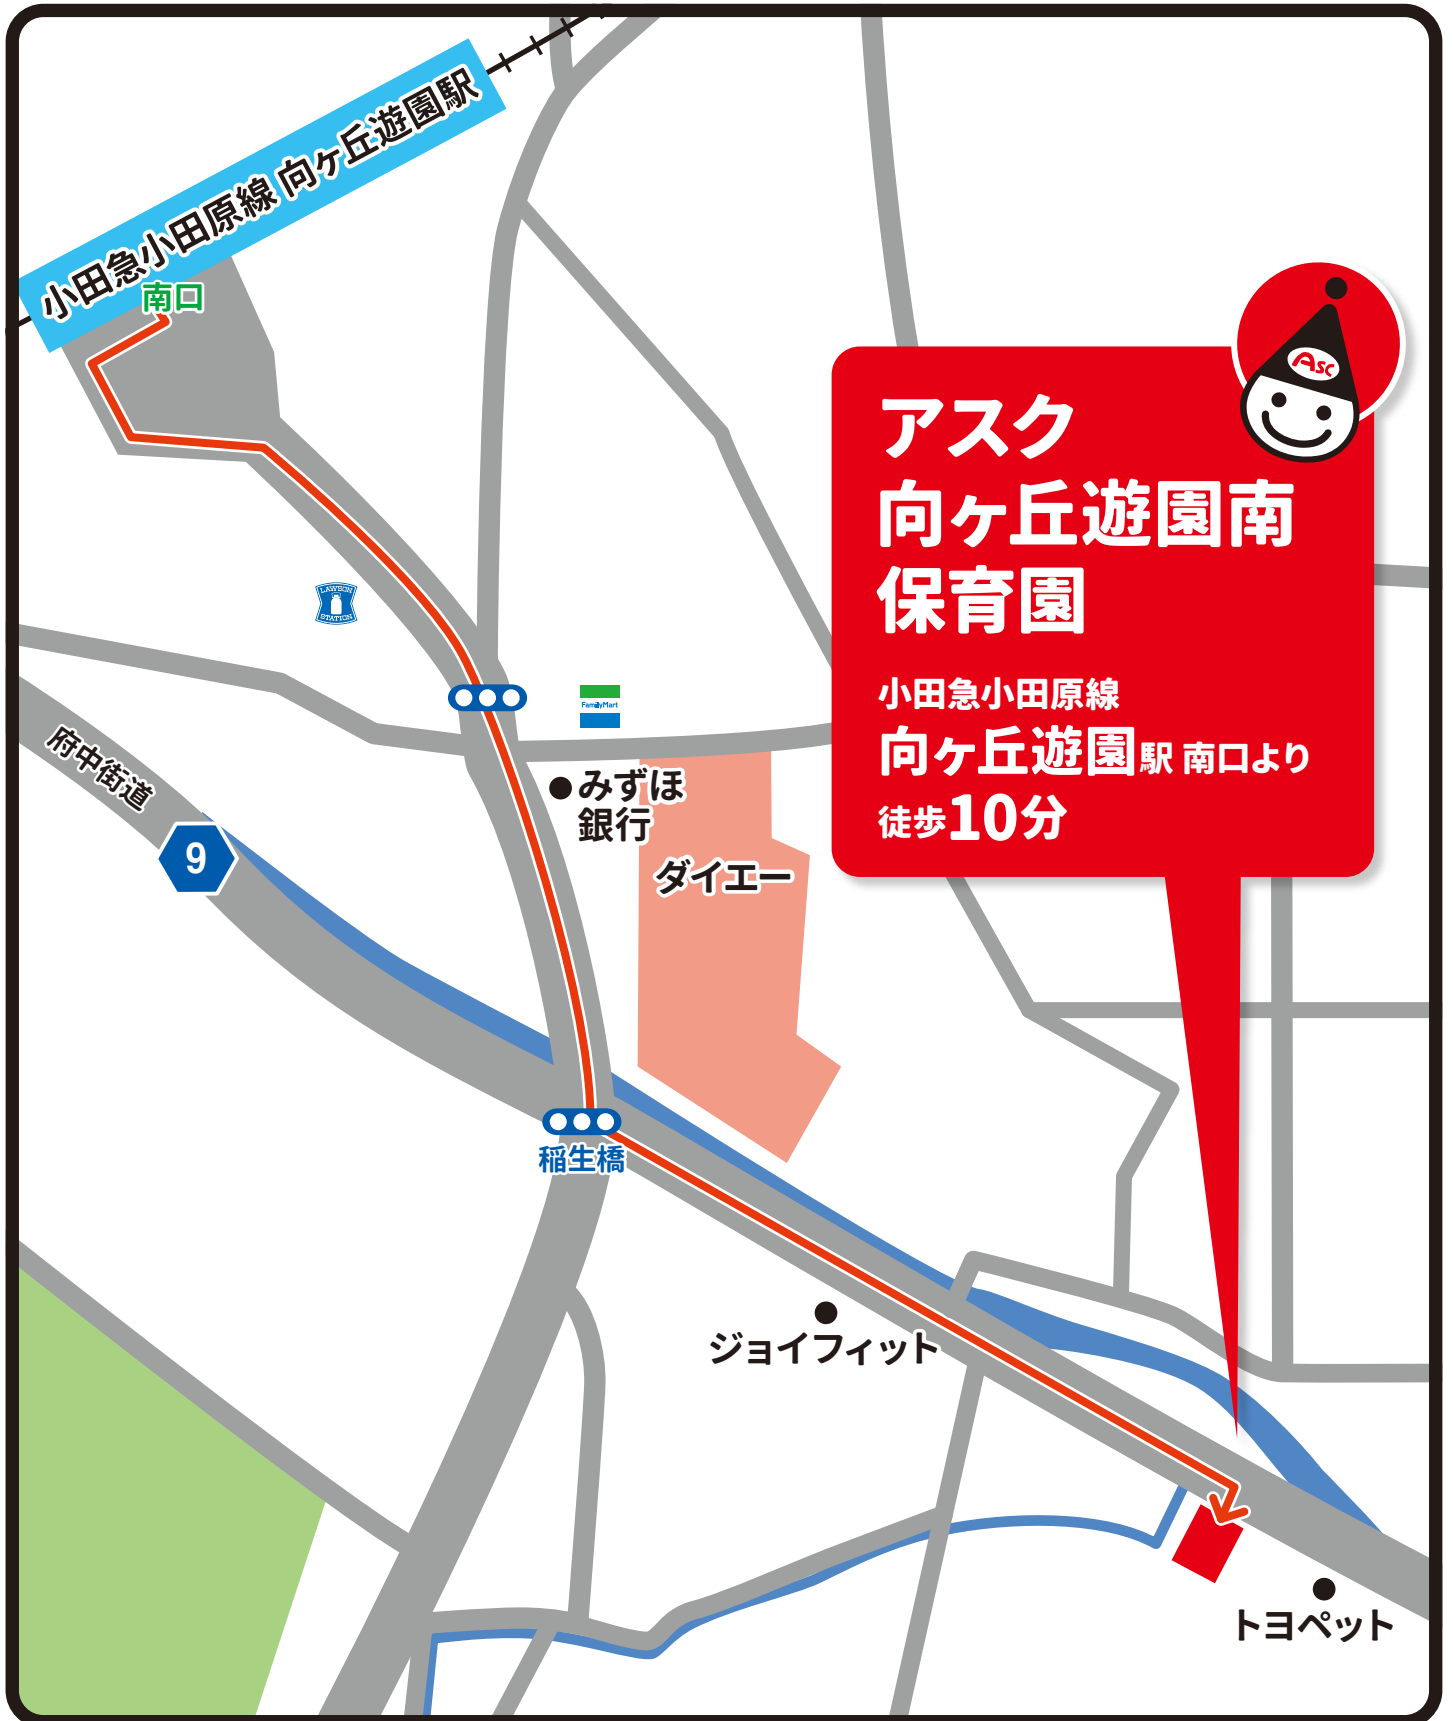 小田急小田原線 向ヶ丘遊園駅
南口
ASC
アスク
向ヶ丘遊園南
保育園
小田急小田原線
向ヶ丘遊園駅 南口より
徒歩10分
LAWSON
STATION
FamilyMart
府中街道
9
みずほ
銀行
ダイエー
稲生橋
ジョイフィット
トヨペット